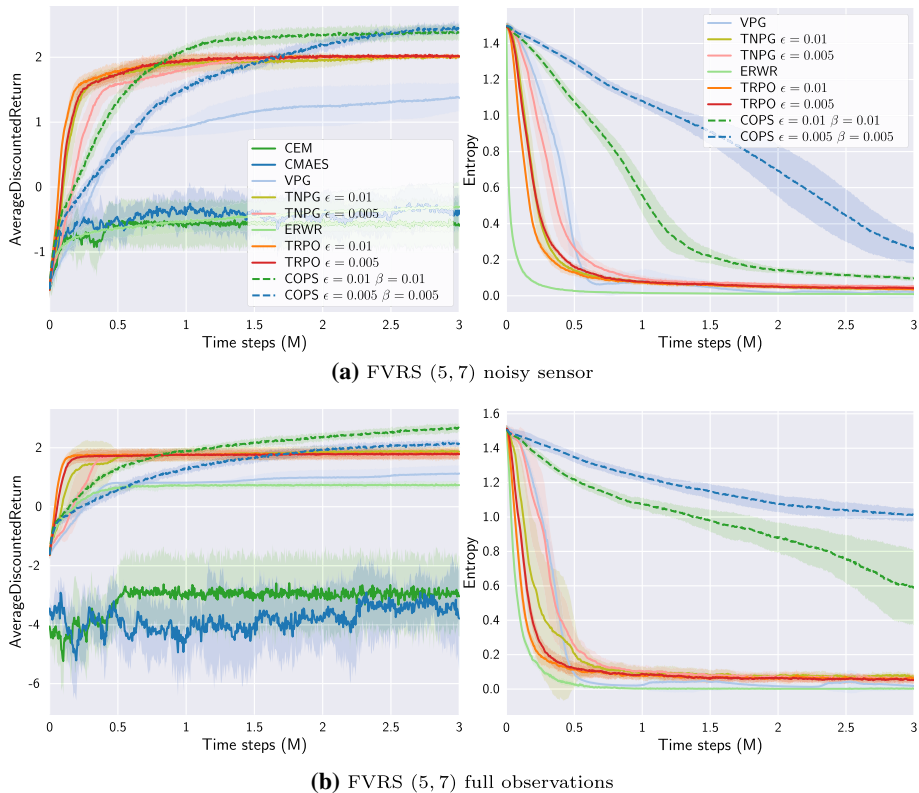 AverageDiscountedReturn
2
1
0
-1
0
0.5
1
1.5
2
2.5
3
Time steps (M)
CEM
CMAES
VPG
TNPG ϵ = 0.01
TNPG ϵ = 0.005
ERWR
TRPO ϵ = 0.01
TRPO ϵ = 0.005
COPS ϵ = 0.01 β = 0.01
COPS ϵ = 0.005 β = 0.005
Entropy
1.4
1.2
1.0
0.8
0.6
0.4
0.2
0.0
0
0.5
1
1.5
2
2.5
3
Time steps (M)
VPG
TNPG ϵ = 0.01
TNPG ϵ = 0.005
ERWR
TRPO ϵ = 0.01
TRPO ϵ = 0.005
COPS ϵ = 0.01 β = 0.01
COPS ϵ = 0.005 β = 0.005
(a) FVRS (5, 7) noisy sensor
AverageDiscountedReturn
2
0
-2
-4
-6
0
0.5
1
1.5
2
2.5
3
Time steps (M)
Entropy
1.6
1.4
1.2
1.0
0.8
0.6
0.4
0.2
0.0
0
0.5
1
1.5
2
2.5
3
Time steps (M)
(b) FVRS (5, 7) full observations